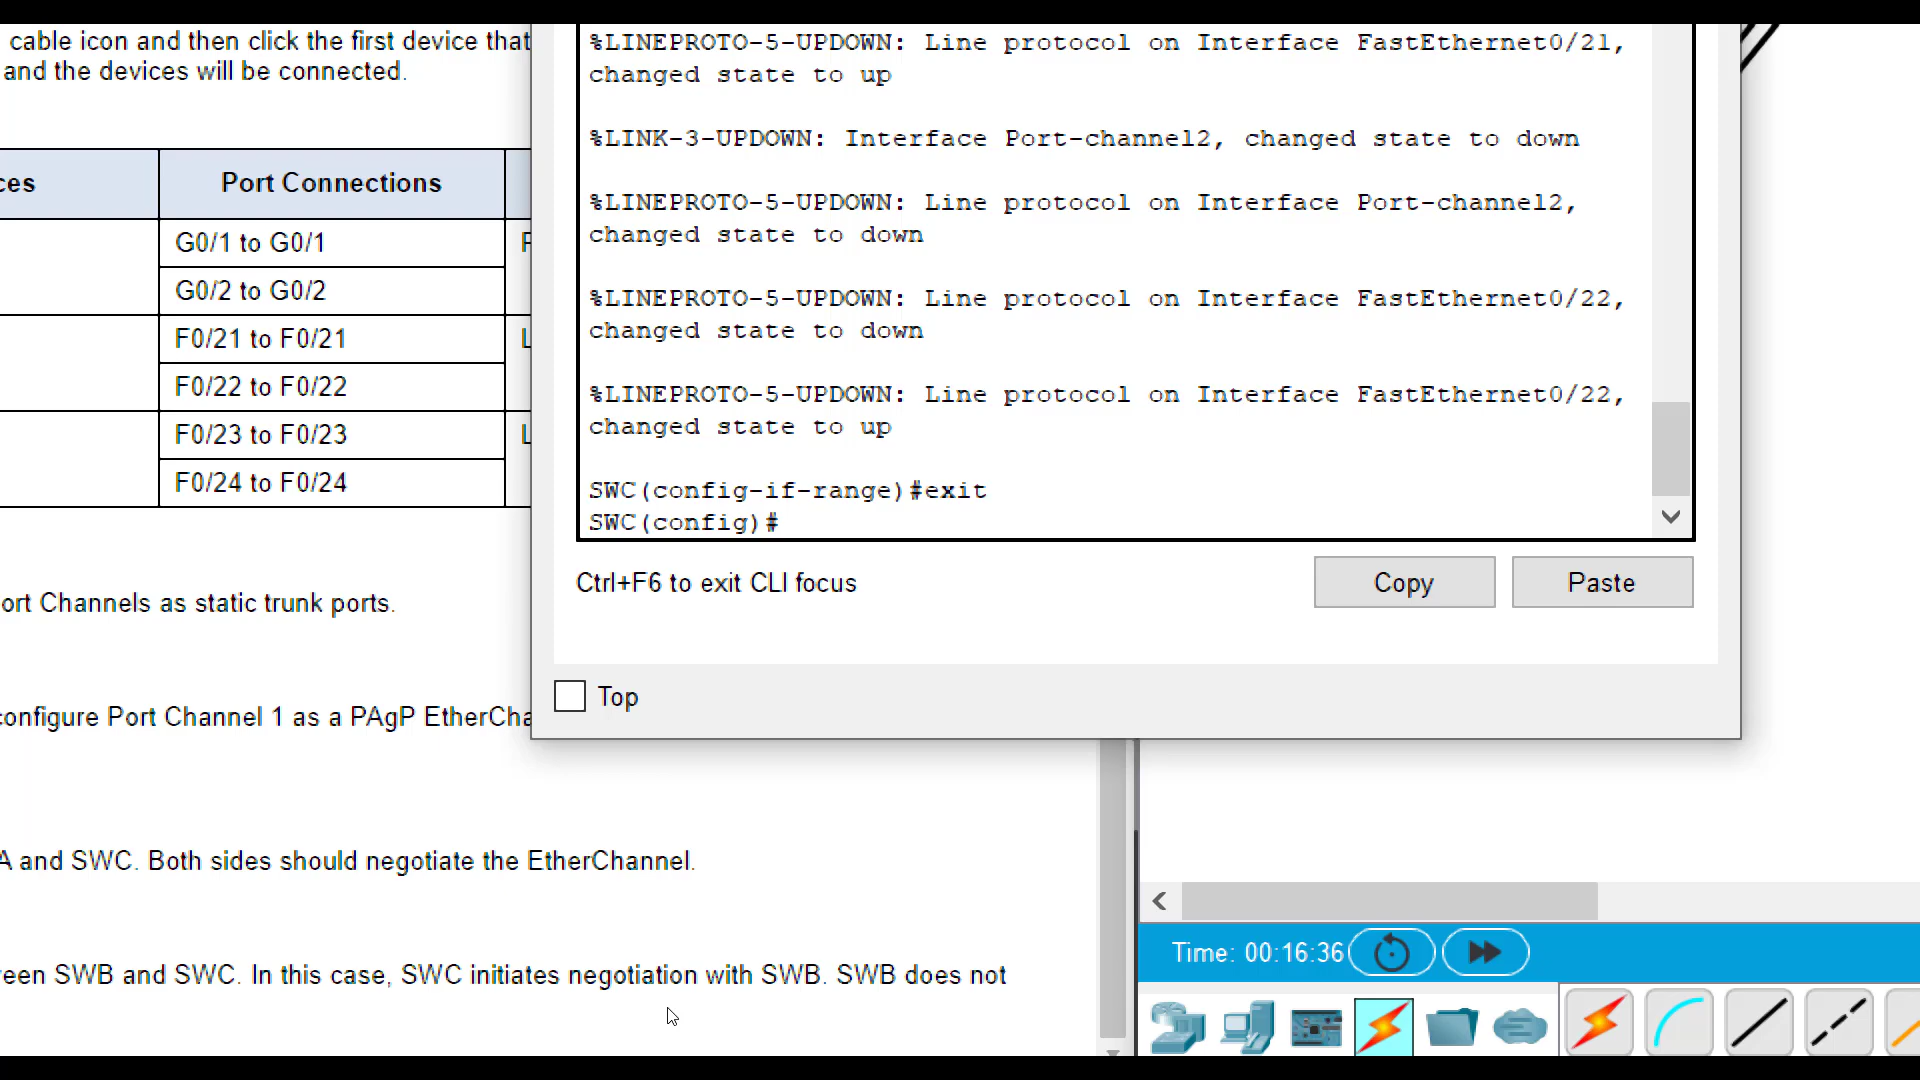 cable icon and then click the first device that
and the devices will be connected.
Port Connections
G0/1 to G0/1
G0/2 to G0/2
F0/21 to F0/21
F0/22 to F0/22
F0/23 to F0/23
F0/24 to F0/24
ort Channels as static trunk ports.
configure Port Channel 1 as a PAgP EtherCha
A and SWC. Both sides should negotiate the EtherChannel.
reen SWB and SWC. In this case, SWC initiates negotiation with SWB. SWB does not
%LINEPROTO-5-UPDOWN: Line protocol on Interface FastEthernet0/21,
changed state to up
%LINK-3-UPDOWN: Interface Port-channel2, changed state to down
%LINEPROTO-5-UPDOWN: Line protocol on Interface Port-channel2,
changed state to down
%LINEPROTO-5-UPDOWN: Line protocol on Interface FastEthernet0/22,
changed state to down
%LINEPROTO-5-UPDOWN: Line protocol on Interface FastEthernet0/22,
changed state to up
SWC(config-if-range)#exit
SWC(config)#
Ctrl+F6 to exit CLI focus
Copy
Paste
Top
Time: 00:16:36